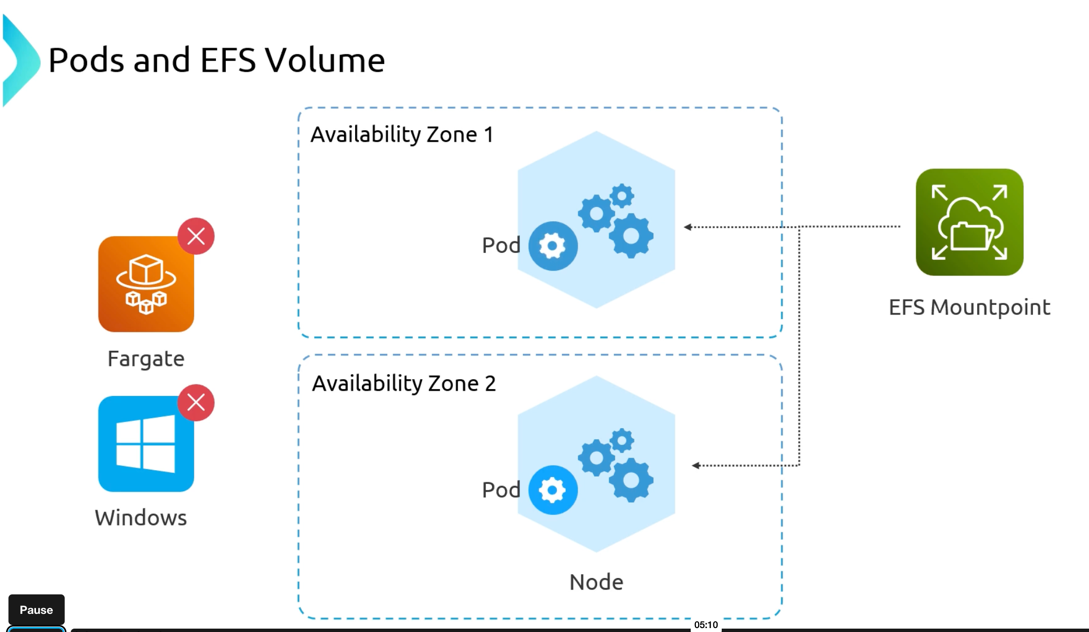 Pods and EFS Volume
Availability Zone 1
Pod
EFS Mountpoint
Fargate
Availability Zone 2
Pod
Windows
Node
Pause
05:10